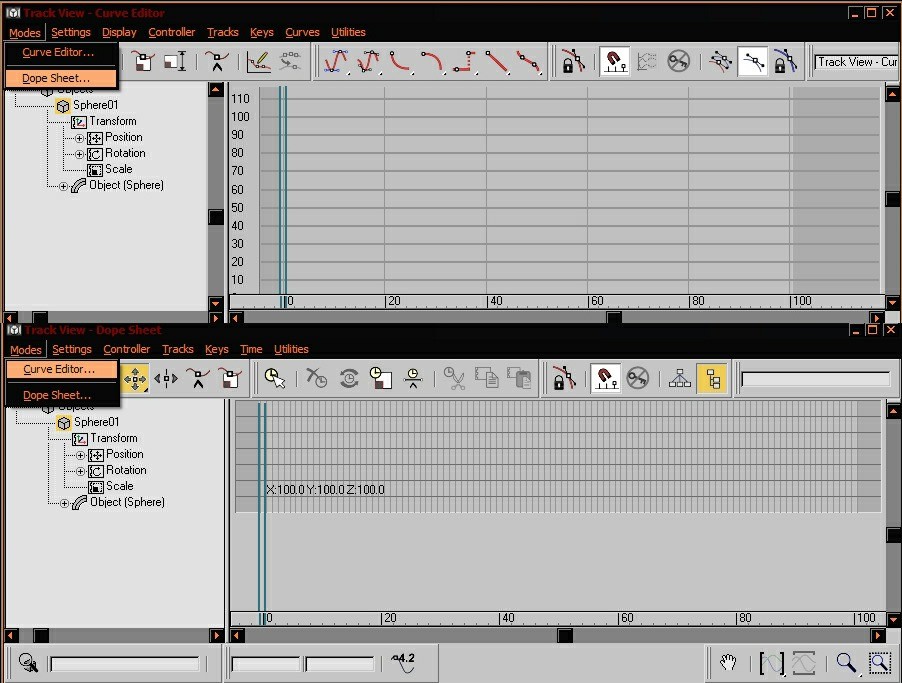 Track View - Curve Editor
Modes Settings Display Controller Tracks Keys Curves Utilities
Curve Editor...
Dope Sheet...
Track View - Cur
Objects
Sphere01
Transform
Position
Rotation
Scale
Object (Sphere)
110
100
90
80
70
60
50
40
30
20
10
0 20 40 60 80 100
Track View - Dope Sheet
Modes Settings Controller Tracks Keys Time Utilities
Curve Editor...
Dope Sheet...
Objects
Sphere01
Transform
Position
Rotation
Scale
Object (Sphere)
X:100.0 Y:100.0 Z:100.0
0 20 40 60 80 100
4.2